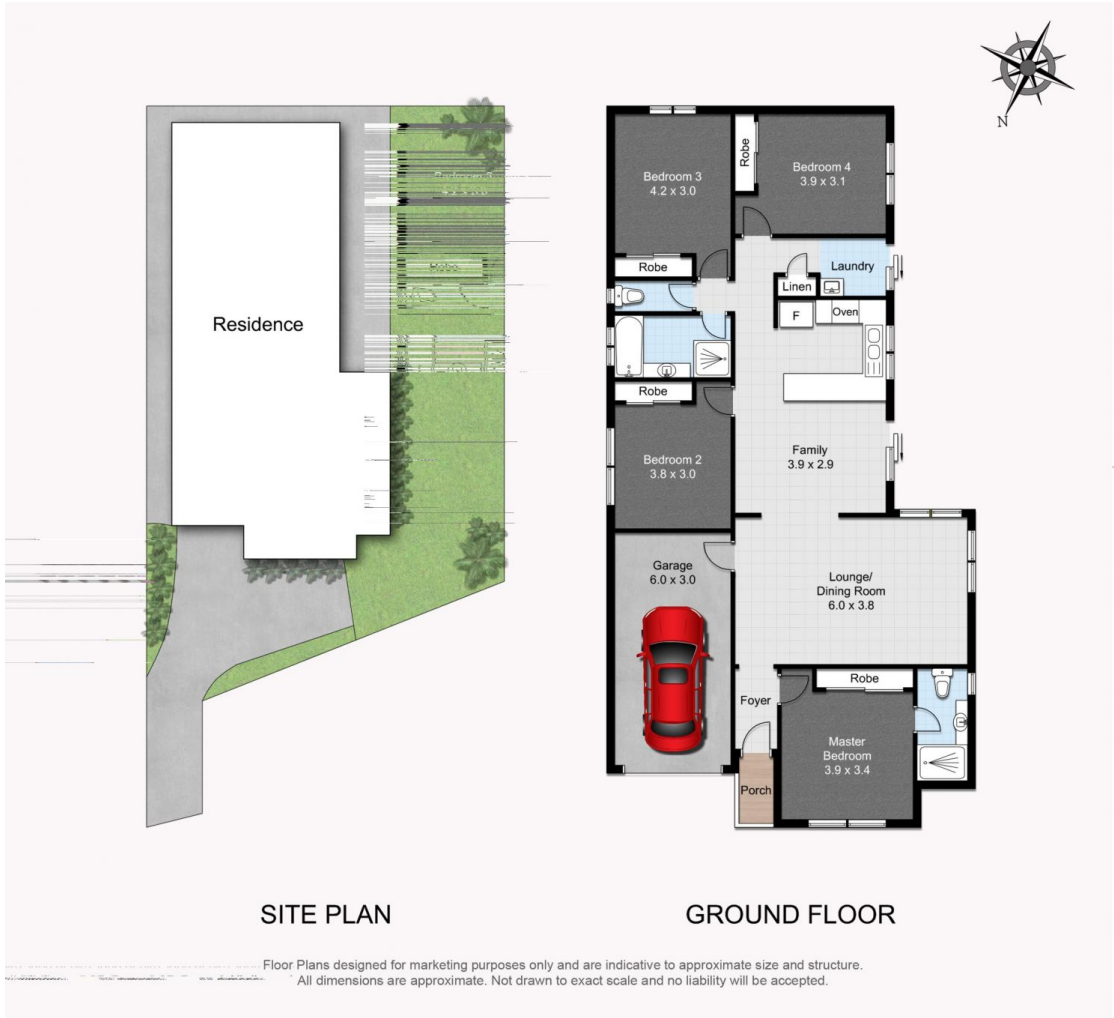 N
Residence
Bedroom 3
4.2 x 3.0
Robe
Robe
Bedroom 4
3.9 x 3.1
Laundry
Linen
F
Oven
Robe
Bedroom 2
3.8 x 3.0
Family
3.9 x 2.9
Garage
6.0 x 3.0
Lounge/
Dining Room
6.0 x 3.8
Foyer
Robe
Master
Bedroom
3.9 x 3.4
Porch
SITE PLAN
GROUND FLOOR
Floor Plans designed for marketing purposes only and are indicative to approximate size and structure.
All dimensions are approximate. Not drawn to exact scale and no liability will be accepted.